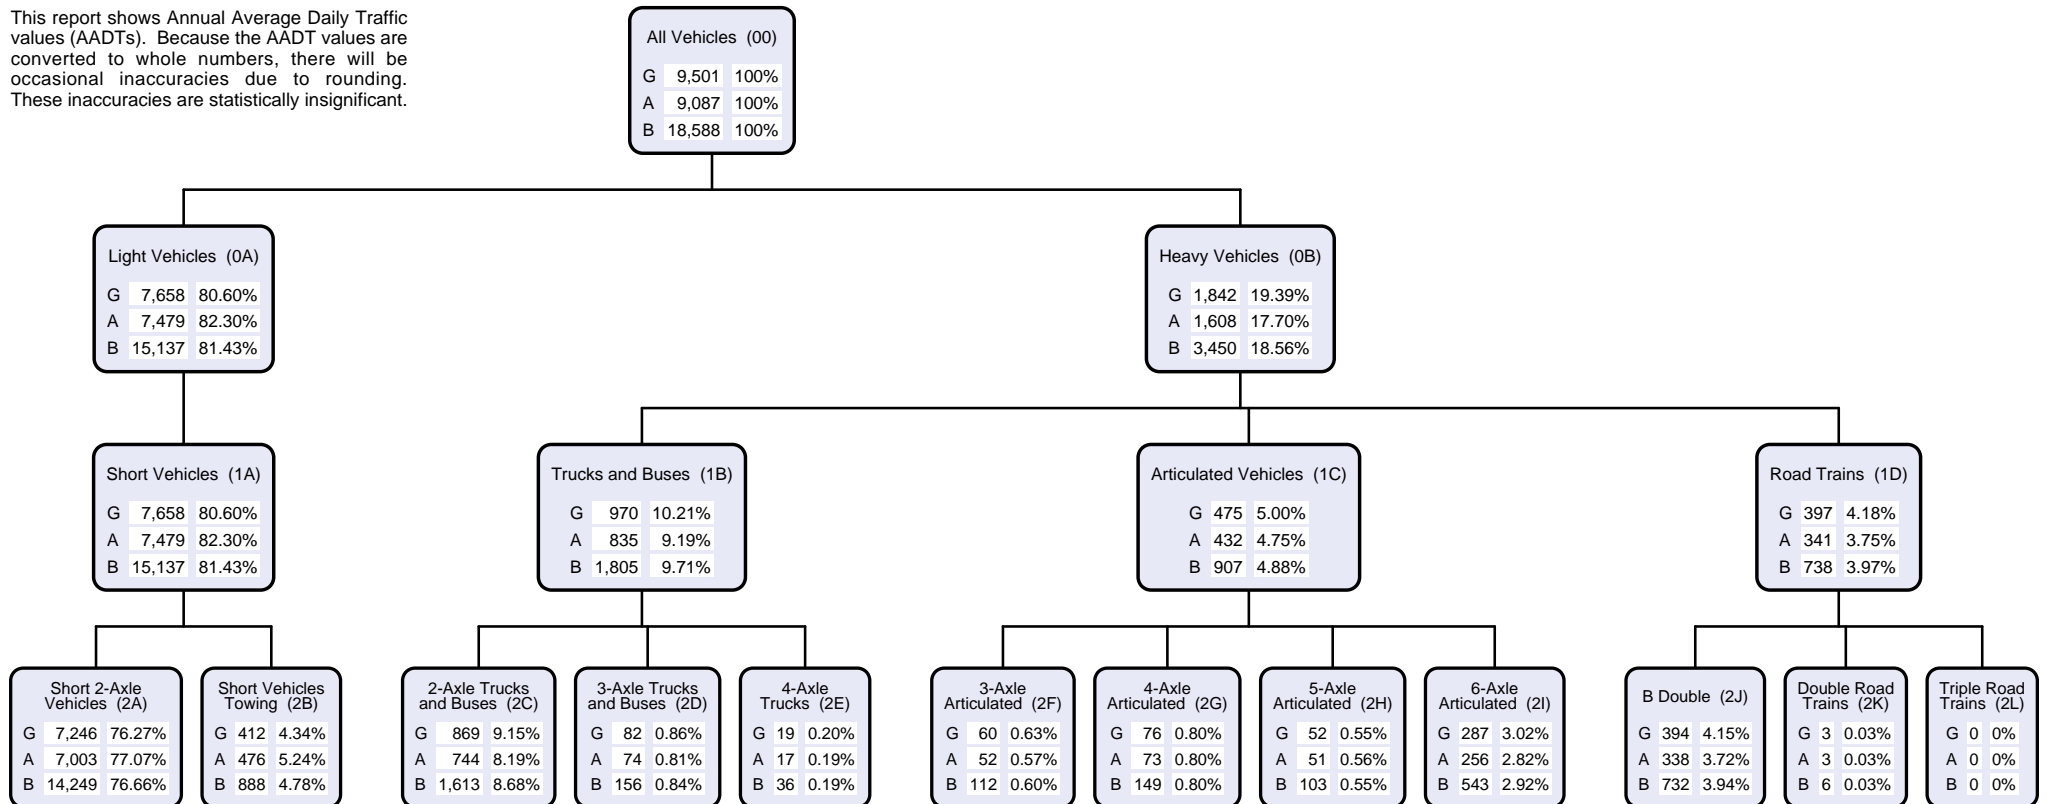 This report shows Annual Average Daily Traffic
values (AADTs). Because the AADT values are
converted to whole numbers, there will be
occasional inaccuracies due to rounding.
These inaccuracies are statistically insignificant.
All Vehicles (00)
G 9,501 100%
A 9,087 100%
B 18,588 100%
Light Vehicles (0A)
G 7,658 80.60%
A 7,479 82.30%
B 15,137 81.43%
Heavy Vehicles (0B)
G 1,842 19.39%
A 1,608 17.70%
B 3,450 18.56%
Short Vehicles (1A)
G 7,658 80.60%
A 7,479 82.30%
B 15,137 81.43%
Trucks and Buses (1B)
G 970 10.21%
A 835 9.19%
B 1,805 9.71%
Articulated Vehicles (1C)
G 475 5.00%
A 432 4.75%
B 907 4.88%
Road Trains (1D)
G 397 4.18%
A 341 3.75%
B 738 3.97%
Short 2-Axle
Vehicles (2A)
G 7,246 76.27%
A 7,003 77.07%
B 14,249 76.66%
Short Vehicles
Towing (2B)
G 412 4.34%
A 476 5.24%
B 888 4.78%
2-Axle Trucks
and Buses (2C)
G 869 9.15%
A 744 8.19%
B 1,613 8.68%
3-Axle Trucks
and Buses (2D)
G 82 0.86%
A 74 0.81%
B 156 0.84%
4-Axle
Trucks (2E)
G 19 0.20%
A 17 0.19%
B 36 0.19%
3-Axle
Articulated (2F)
G 60 0.63%
A 52 0.57%
B 112 0.60%
4-Axle
Articulated (2G)
G 76 0.80%
A 73 0.80%
B 149 0.80%
5-Axle
Articulated (2H)
G 52 0.55%
A 51 0.56%
B 103 0.55%
6-Axle
Articulated (2I)
G 287 3.02%
A 256 2.82%
B 543 2.92%
B Double (2J)
G 394 4.15%
A 338 3.72%
B 732 3.94%
Double Road
Trains (2K)
G 3 0.03%
A 3 0.03%
B 6 0.03%
Triple Road
Trains (2L)
G 0 0%
A 0 0%
B 0 0%